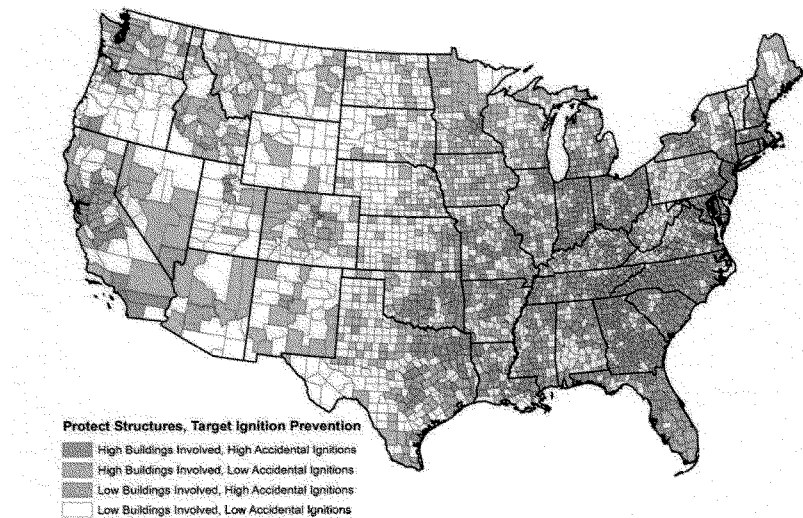 Protect Structures, Target Ignition Prevention
High Buildings Involved, High Accidental Ignitions
High Buildings Involved, Low Accidental Ignitions
Low Buildings Involved, High Accidental Ignitions
Low Buildings Involved, Low Accidental Ignitions